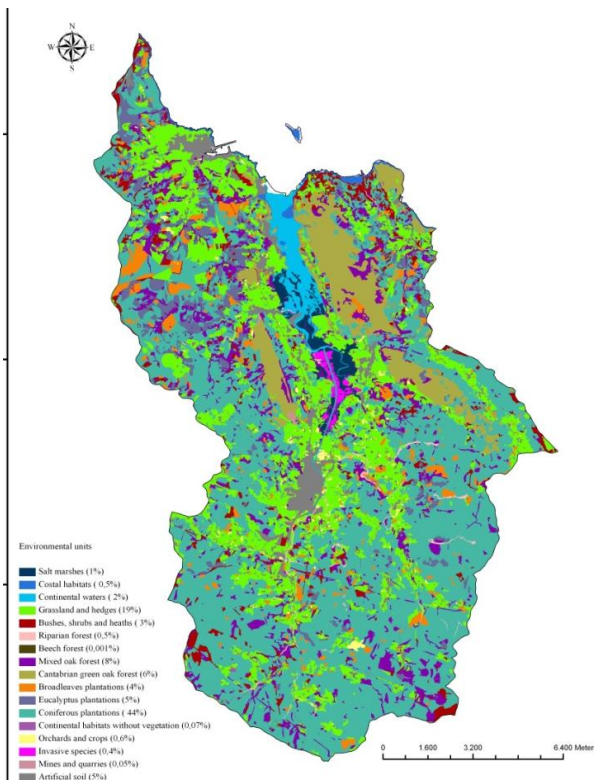 N
W E
S
Environmental units
Salt marshes (1%)
Costal habitats ( 0,5%)
Continental waters ( 2%)
Grassland and hedges (19%)
Bushes, shrubs and heaths ( 3%)
Riparian forest (0,5%)
Beech forest (0,001%)
Mixed oak forest (8%)
Cantabrian green oak forest (6%)
Broadleaves plantations (4%)
Eucalyptus plantations (5%)
Coniferous plantations ( 44%)
Continental habitats without vegetation (0,07%)
Orchards and crops (0,6%)
Invasive species (0,4%)
Mines and quarries (0,05%)
Artificial soil (5%)
0 1.600 3.200 6.400 Meter